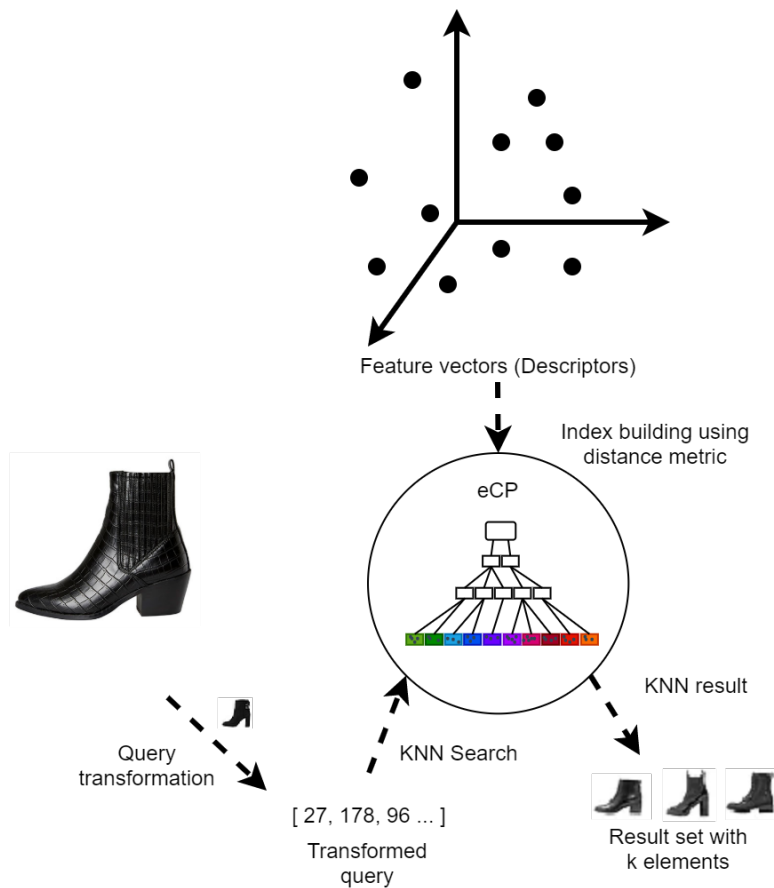 Feature vectors (Descriptors)
Index building using
distance metric
eCP
KNN result
KNN Search
Query
transformation
[ 27, 178, 96 ... ]
Transformed
query
Result set with
k elements